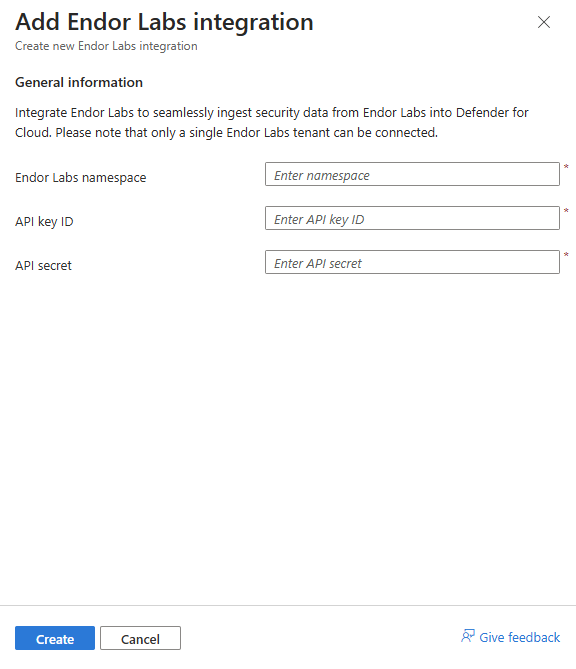 Add Endor Labs integration
Create new Endor Labs integration
General information
Integrate Endor Labs to seamlessly ingest security data from Endor Labs into Defender for
Cloud. Please note that only a single Endor Labs tenant can be connected.
Endor Labs namespace
Enter namespace
*
API key ID
Enter API key ID
*
API secret
Enter API secret
*
Create
Cancel
Give feedback